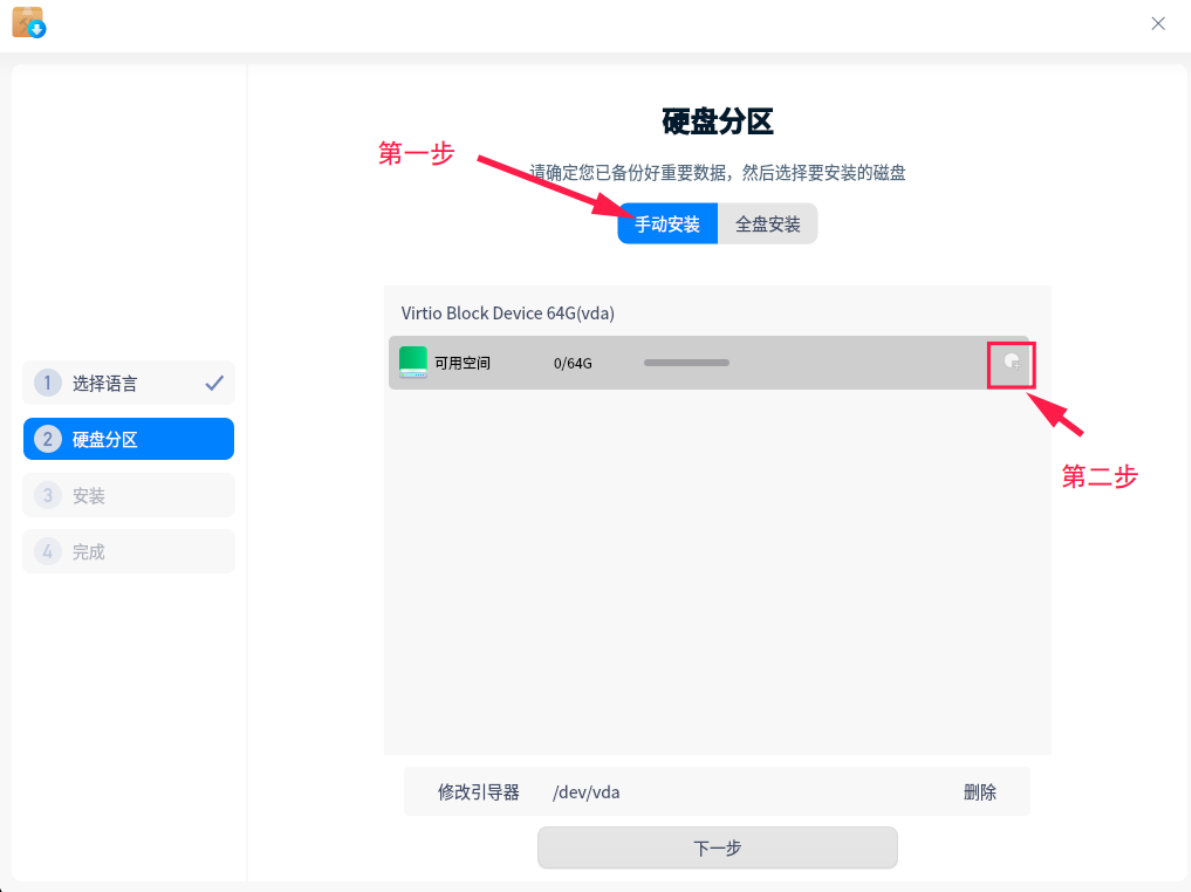 硬盘分区
第一步
请确定您已备份好重要数据，然后选择要安装的磁盘
手动安装 全盘安装
Virtio Block Device 64G(vda)
可用空间 0/64G
第二步
1 选择语言
2 硬盘分区
3 安装
4 完成
修改引导器 /dev/vda 删除
下一步